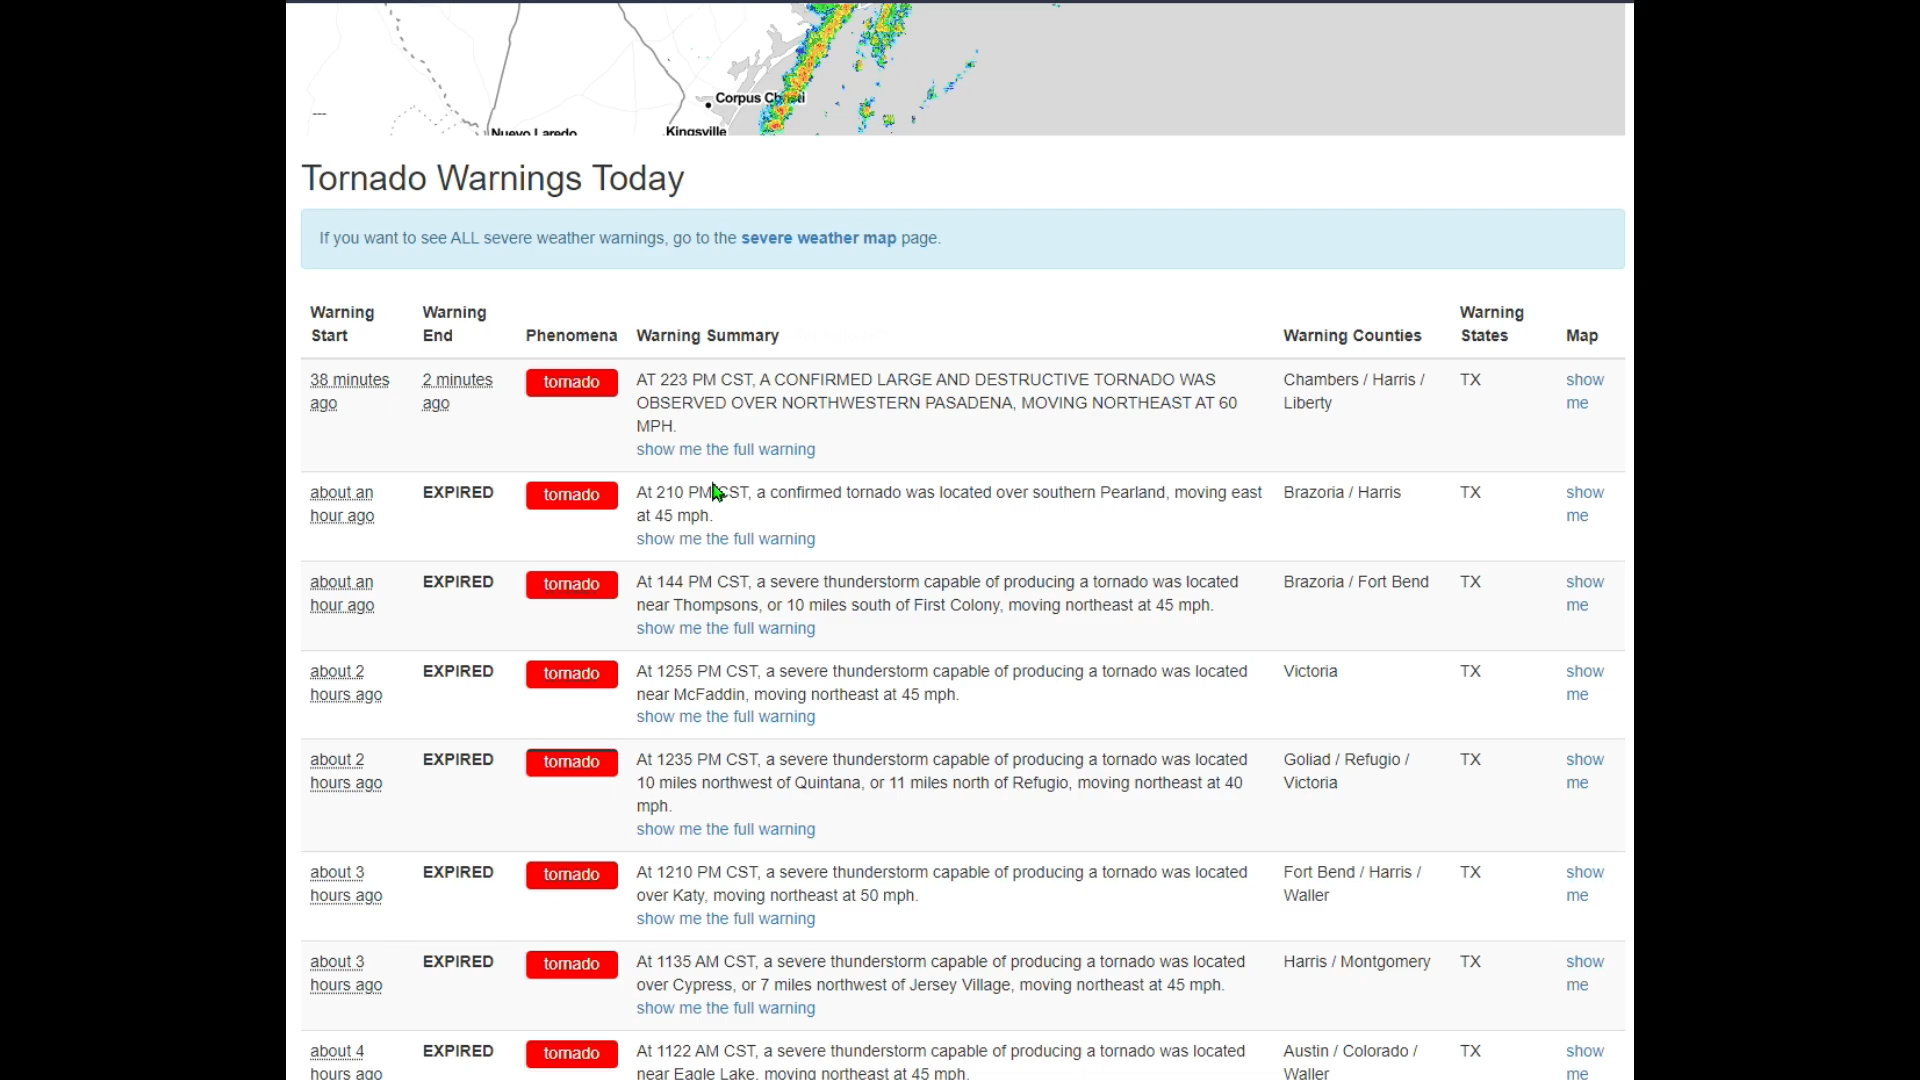 Corpus Christi
Nuevo Laredo
Kingsville
Tornado Warnings Today
If you want to see ALL severe weather warnings, go to the severe weather map page.
Warning Start
Warning End
Phenomena
Warning Summary
Warning Counties
Warning States
Map
38 minutes ago
2 minutes ago
tornado
AT 223 PM CST, A CONFIRMED LARGE AND DESTRUCTIVE TORNADO WAS
OBSERVED OVER NORTHWESTERN PASADENA, MOVING NORTHEAST AT 60
MPH.
show me the full warning
Chambers / Harris /
Liberty
TX
show me
about an hour ago
EXPIRED
tornado
At 210 PM CST, a confirmed tornado was located over southern Pearland, moving east
at 45 mph.
show me the full warning
Brazoria / Harris
TX
show me
about an hour ago
EXPIRED
tornado
At 144 PM CST, a severe thunderstorm capable of producing a tornado was located
near Thompsons, or 10 miles south of First Colony, moving northeast at 45 mph.
show me the full warning
Brazoria / Fort Bend
TX
show me
about 2 hours ago
EXPIRED
tornado
At 1255 PM CST, a severe thunderstorm capable of producing a tornado was located
near McFaddin, moving northeast at 45 mph.
show me the full warning
Victoria
TX
show me
about 2 hours ago
EXPIRED
tornado
At 1235 PM CST, a severe thunderstorm capable of producing a tornado was located
10 miles northwest of Quintana, or 11 miles north of Refugio, moving northeast at 40
mph.
show me the full warning
Goliad / Refugio /
Victoria
TX
show me
about 3 hours ago
EXPIRED
tornado
At 1210 PM CST, a severe thunderstorm capable of producing a tornado was located
over Katy, moving northeast at 50 mph.
show me the full warning
Fort Bend / Harris /
Waller
TX
show me
about 3 hours ago
EXPIRED
tornado
At 1135 AM CST, a severe thunderstorm capable of producing a tornado was located
over Cypress, or 7 miles northwest of Jersey Village, moving northeast at 45 mph.
show me the full warning
Harris / Montgomery
TX
show me
about 4 hours ago
EXPIRED
tornado
At 1122 AM CST, a severe thunderstorm capable of producing a tornado was located
near Eagle Lake, moving northeast at 45 mph.
Austin / Colorado /
Waller
TX
show me